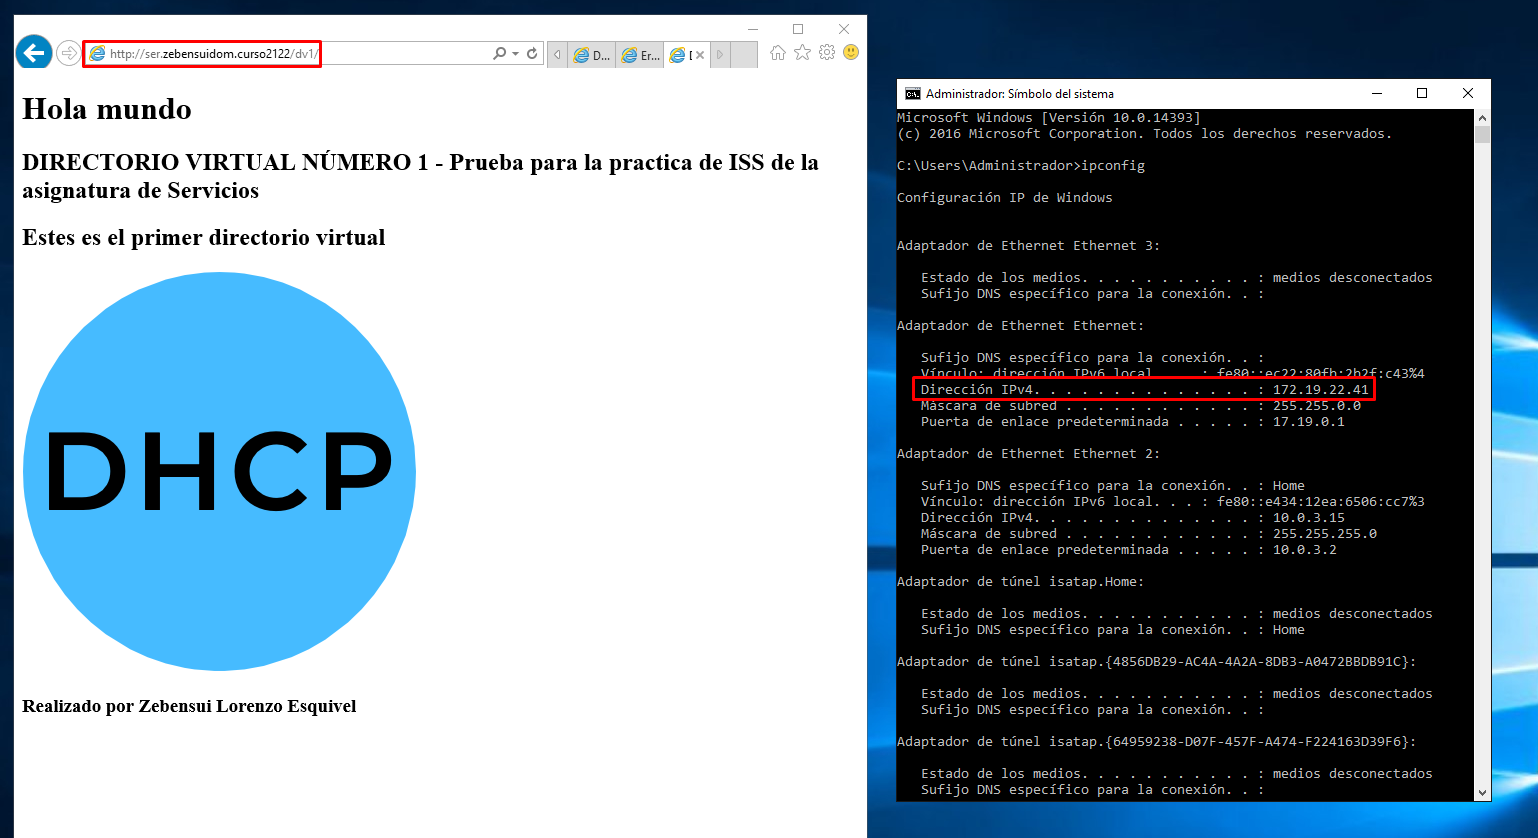 http://ser.zebensuidom.curso2122/dv1/
D...
Er...
Hola mundo
DIRECTORIO VIRTUAL NÚMERO 1 - Prueba para la practica de ISS de la
asignatura de Servicios
Estes es el primer directorio virtual
DHCP
Realizado por Zebensui Lorenzo Esquivel
Administrador: Símbolo del sistema
Microsoft Windows [Versión 10.0.14393]
(c) 2016 Microsoft Corporation. Todos los derechos reservados.
C:\Users\Administrador>ipconfig
Configuración IP de Windows
Adaptador de Ethernet Ethernet 3:
Estado de los medios. . . . . . . . . . . : medios desconectados
Sufijo DNS específico para la conexión. . :
Adaptador de Ethernet Ethernet:
Sufijo DNS específico para la conexión. . :
Vínculo: dirección IPv6 local. . . : fe80::ec22:80fb:2b2f:c43%4
Dirección IPv4. . . . . . . . . . . . . . : 172.19.22.41
Máscara de subred . . . . . . . . . . . . : 255.255.0.0
Puerta de enlace predeterminada . . . . . : 17.19.0.1
Adaptador de Ethernet Ethernet 2:
Sufijo DNS específico para la conexión. . : Home
Vínculo: dirección IPv6 local. . . : fe80::e434:12ea:6506:cc7%3
Dirección IPv4. . . . . . . . . . . . . . : 10.0.3.15
Máscara de subred . . . . . . . . . . . . : 255.255.255.0
Puerta de enlace predeterminada . . . . . : 10.0.3.2
Adaptador de túnel isatap.Home:
Estado de los medios. . . . . . . . . . . : medios desconectados
Sufijo DNS específico para la conexión. . : Home
Adaptador de túnel isatap.{4856DB29-AC4A-4A2A-8DB3-A0472BBDB91C}:
Estado de los medios. . . . . . . . . . . : medios desconectados
Sufijo DNS específico para la conexión. . :
Adaptador de túnel isatap.{64959238-D07F-457F-A474-F224163D39F6}:
Estado de los medios. . . . . . . . . . . : medios desconectados
Sufijo DNS específico para la conexión. . :